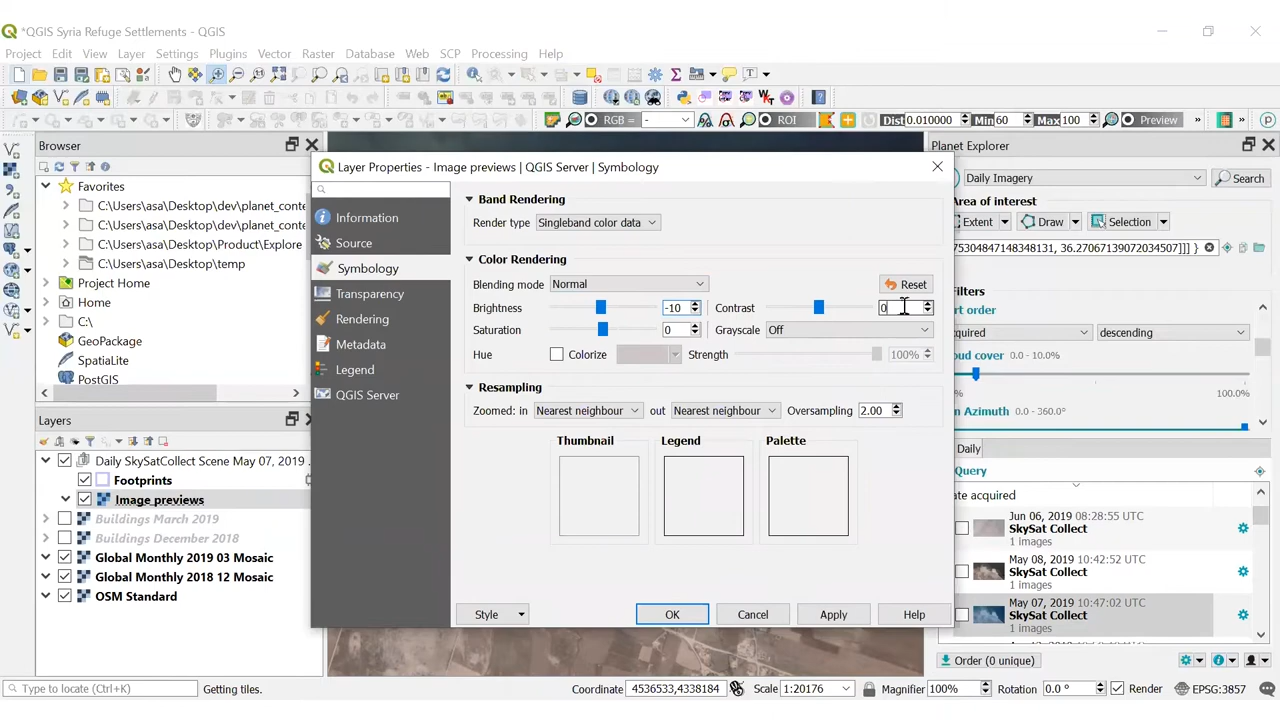 *QGIS Syria Refuge Settlements - QGIS
Project Edit View Layer Settings Plugins Vector Raster Database Web SCP Processing Help
RGB = - ROI Dist 0.010000 Min 60 Max 100 Preview » »
Browser
Favorites
C:\Users\asa\Desktop\dev\planet_conte
C:\Users\asa\Desktop\dev\planet_conte
C:\Users\asa\Desktop\Product\Explore
C:\Users\asa\Desktop\temp
Project Home
Home
C:\
GeoPackage
SpatiaLite
PostGIS
Layers
Daily SkySatCollect Scene May 07, 2019
Footprints
Image previews
Buildings March 2019
Buildings December 2018
Global Monthly 2019 03 Mosaic
Global Monthly 2018 12 Mosaic
OSM Standard
Layer Properties - Image previews | QGIS Server | Symbology
Information
Source
Symbology
Transparency
Rendering
Metadata
Legend
QGIS Server
Band Rendering
Render type Singleband color data
Color Rendering
Blending mode Normal Reset
Brightness -10 Contrast 0
Saturation 0 Grayscale Off
Hue Colorize Strength 100%
Resampling
Zoomed: in Nearest neighbour out Nearest neighbour Oversampling 2.00
Thumbnail Legend Palette
Style OK Cancel Apply Help
Planet Explorer
Daily Imagery Search
Area of interest
Extent Draw Selection
75304847148348131, 36.27067139072034507]]] }
Filters
rt order
cquired descending
oud cover 0.0 - 10.0%
100.0%
n Azimuth 0.0 - 360.0°
Daily
Query
ate acquired
Jun 06, 2019 08:28:55 UTC
SkySat Collect
1 images
May 08, 2019 10:42:52 UTC
SkySat Collect
1 images
May 07, 2019 10:47:02 UTC
SkySat Collect
1 images
Order (0 unique)
Type to locate (Ctrl+K) Getting tiles. Coordinate 4536533,4338184 Scale 1:20176 Magnifier 100% Rotation 0.0 ° Render EPSG:3857